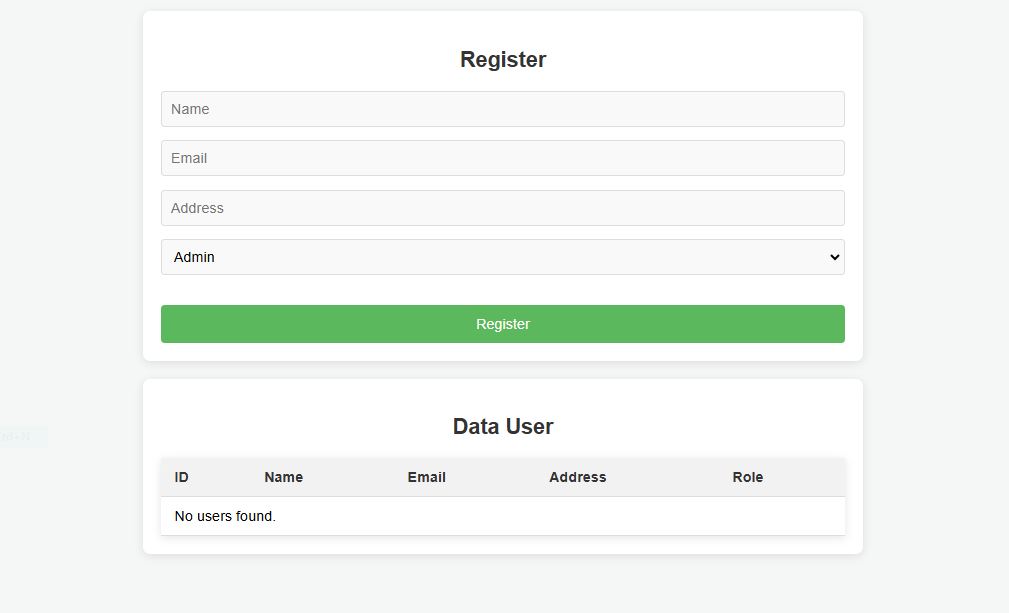 Register
Name
Email
Address
Admin
Register
Data User
ID Name Email Address Role
No users found.